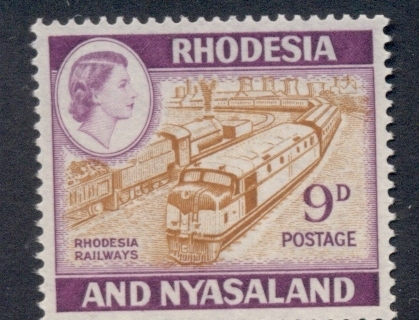 RHODESIA
9D
POSTAGE
RHODESIA
RAILWAYS
AND NYASALAND